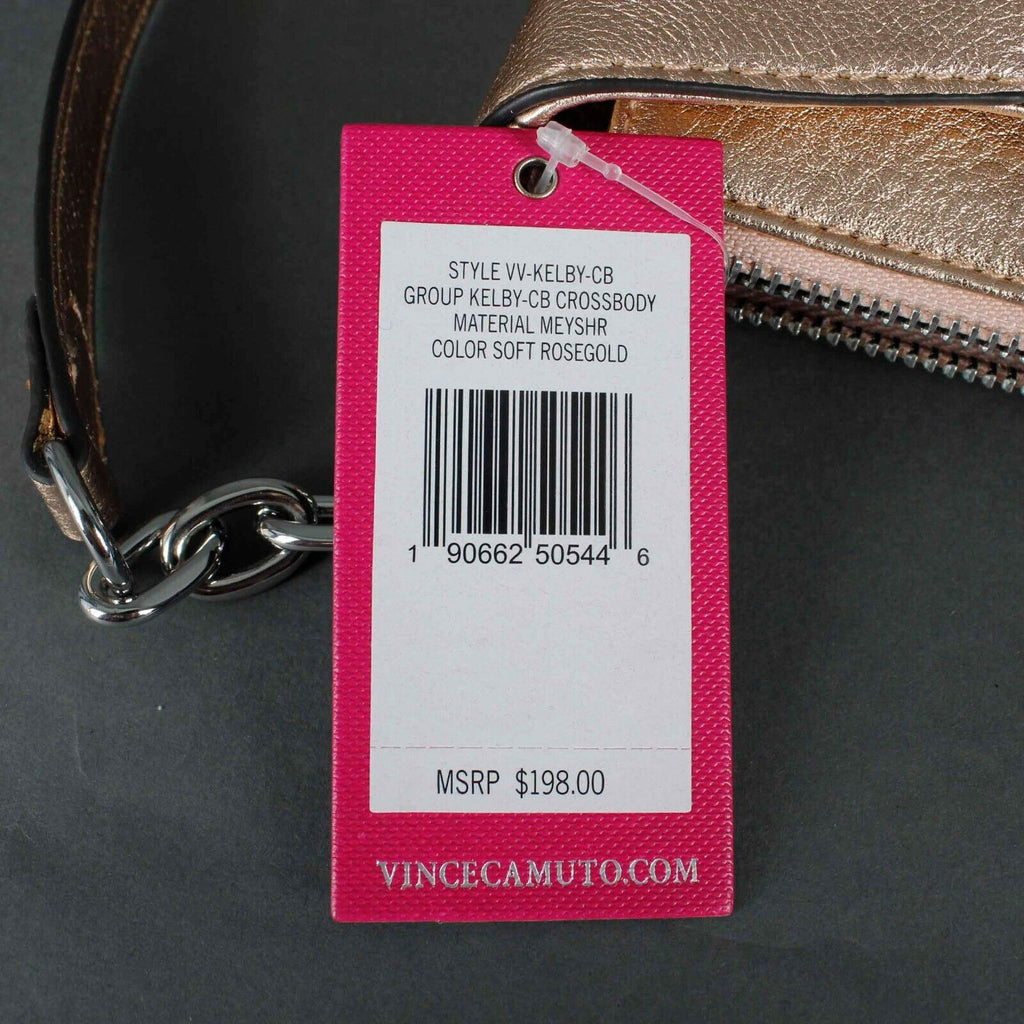 STYLE VV-KELBY-CB
GROUP KELBY-CB CROSSBODY
MATERIAL MEYSHR
COLOR SOFT ROSEGOLD
1 90662 50544 6
MSRP $198.00
VINCECAMUTO.COM